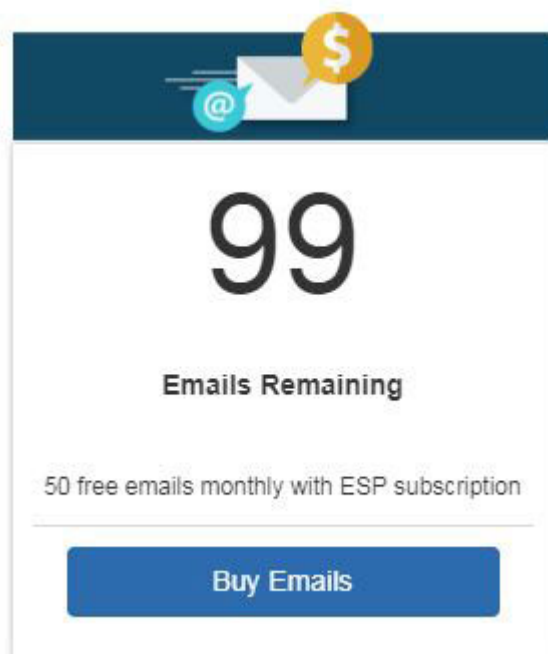 $
@
99
Emails Remaining
50 free emails monthly with ESP subscription
Buy Emails